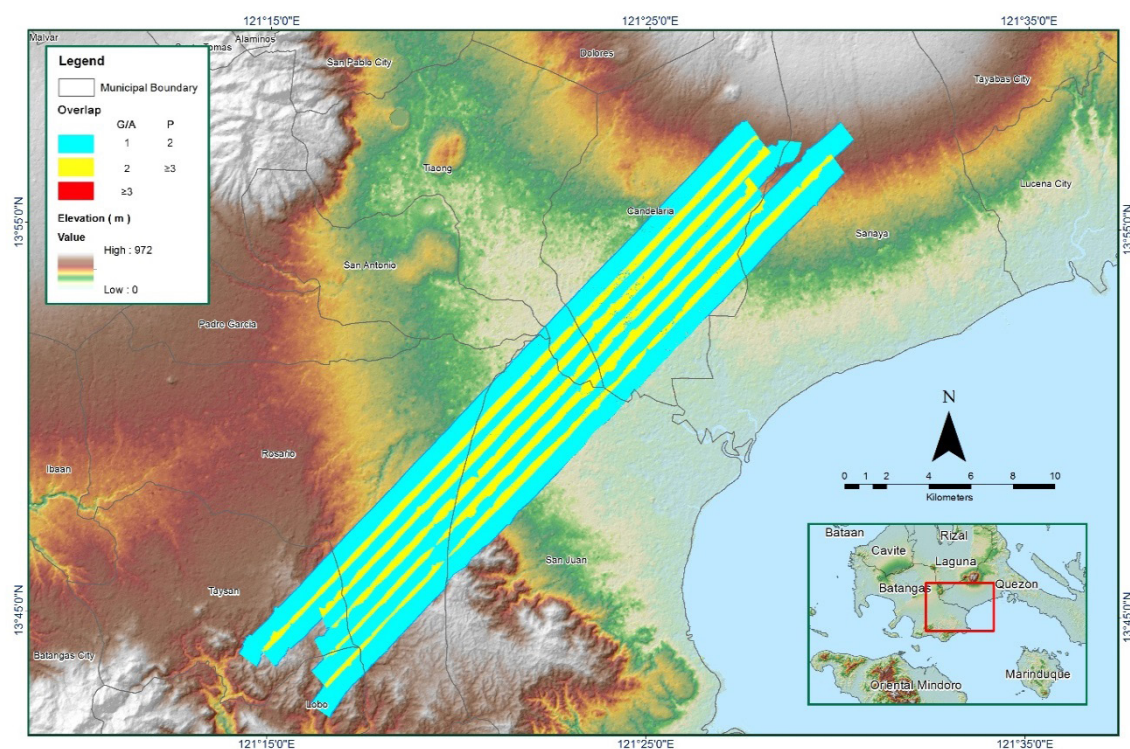 121°15'0"E 121°25'0"E 121°35'0"E
Malvar
Alaminos
San Pablo City
Dolores
Tayabas City
Legend
Municipal Boundary
Overlap
G/A P
1 2
2 ≥3
≥3
Elevation ( m )
Value
High : 972
Low : 0
Tiaong
Lucena City
Candelaria
Sariaya
13°55'0"N
13°55'0"N
San Antonio
Padre Garcia
N
Rosario
Ibaan
0 1 2 4 6 8 10
Kilometers
San Juan
Taysan
13°45'0"N
13°45'0"N
Batangas City
Lobo
Bataan
Rizal
Cavite
Laguna
Batangas
Quezon
Marinduque
Oriental Mindoro
121°15'0"E 121°25'0"E 121°35'0"E